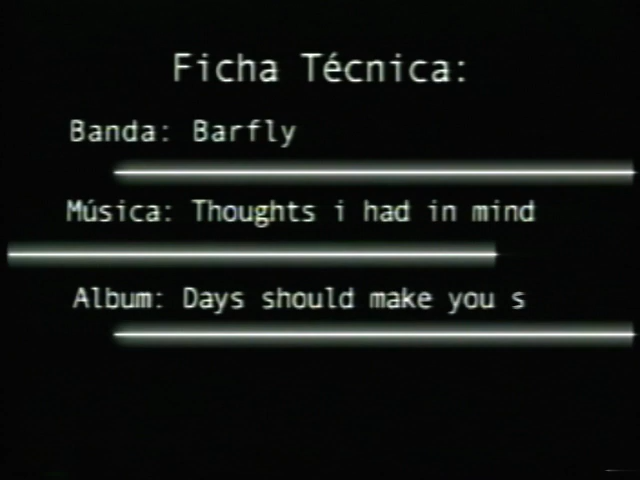 Ficha Técnica:
Banda: Barfly
Música: Thoughts i had in mind
Album: Days should make you s